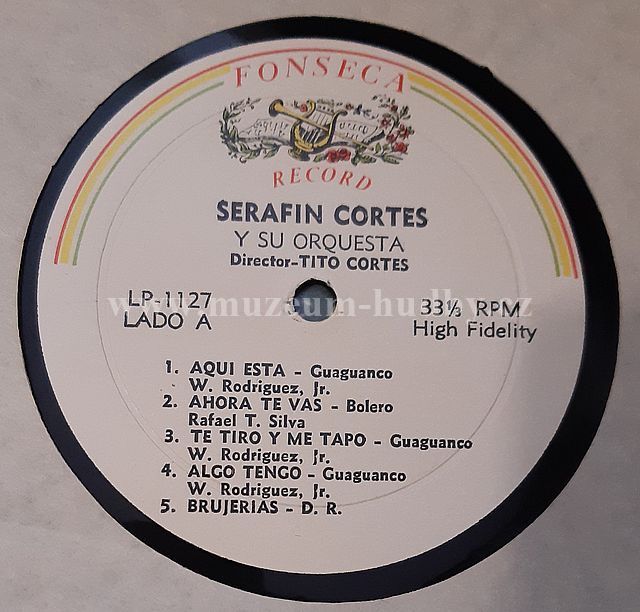 FONSECA
RECORD
SERAFIN CORTES
Y SU ORQUESTA
Director-TITO CORTES
LP-1127
LADO A
33⅓ RPM
High Fidelity
www.muzeum-hudby.cz
1. AQUI ESTA - Guaguanco
W. Rodriguez, Jr.
2. AHORA TE VAS - Bolero
Rafael T. Silva
3. TE TIRO Y ME TAPO - Guaguanco
W. Rodriguez, Jr.
4. ALGO TENGO - Guaguanco
W. Rodriguez, Jr.
5. BRUJERIAS - D. R.